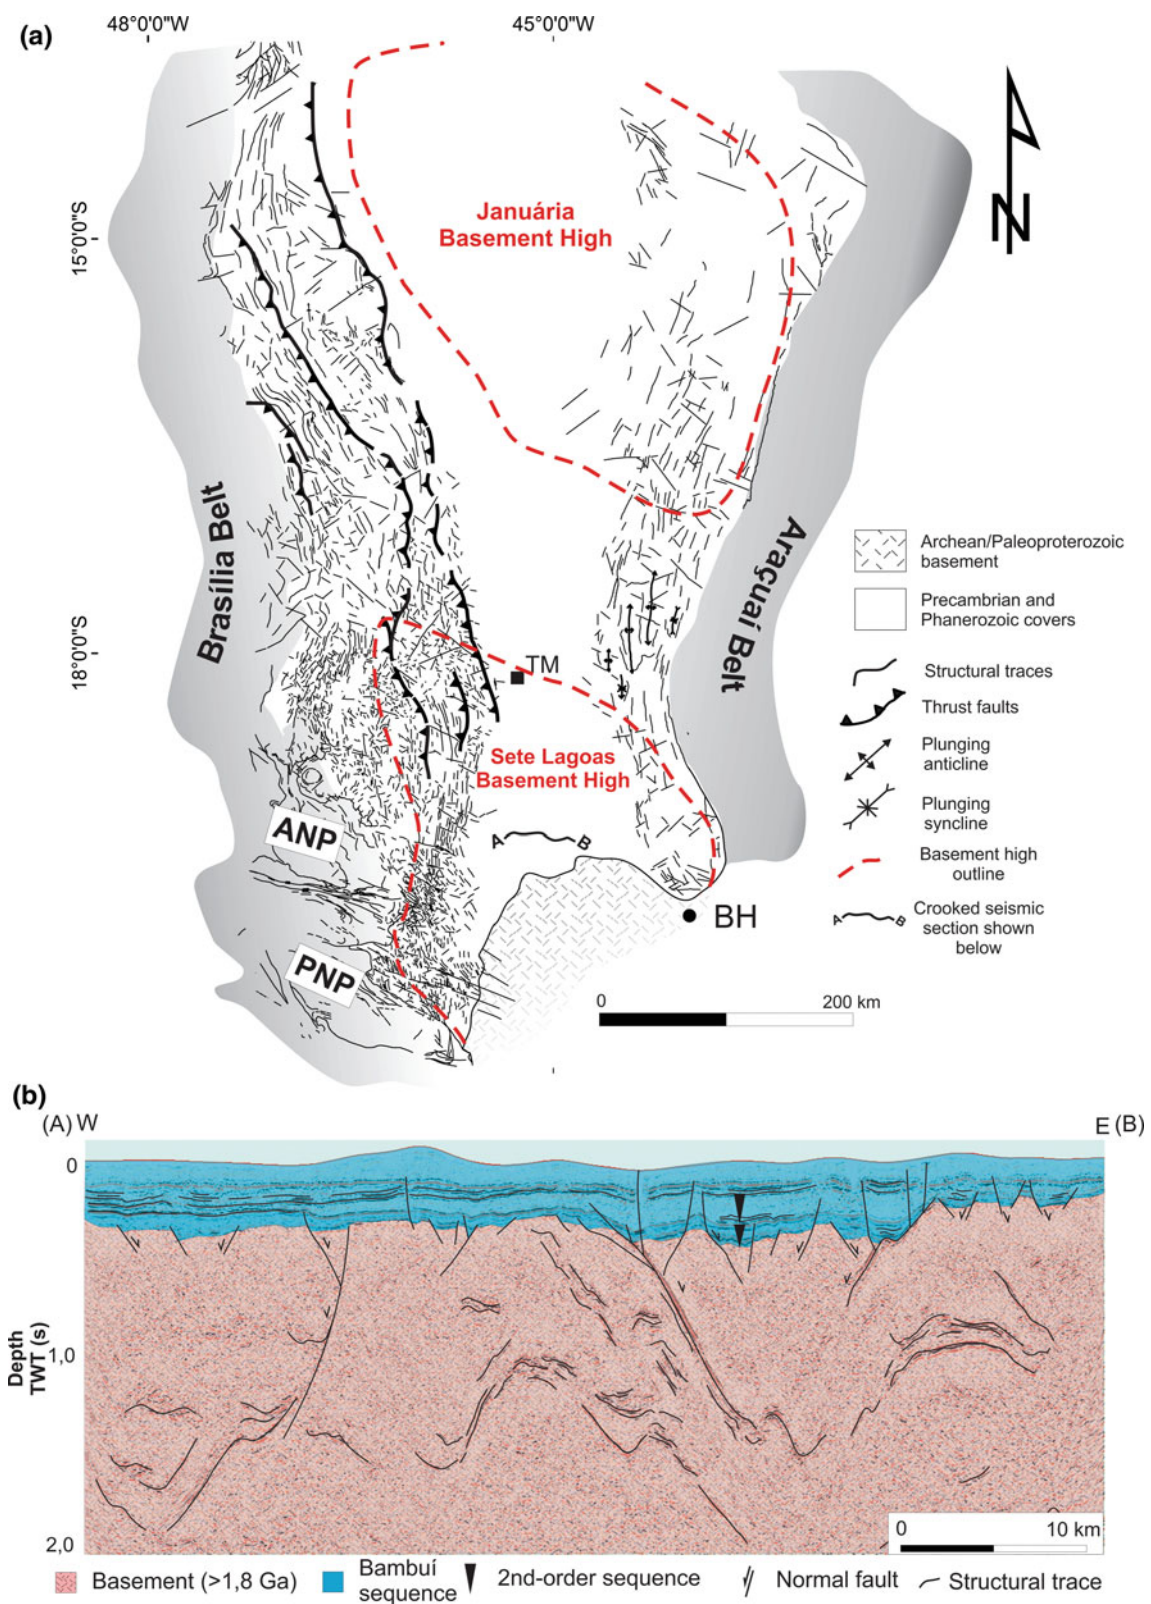 (a)
48°0'0"W
45°0'0"W
N
15°0'0"S
18°0'0"S
Januária
Basement High
Brasília Belt
Araçuaí Belt
TM
Sete Lagoas
Basement High
ANP
A
B
BH
PNP
Archean/Paleoproterozoic
basement
Precambrian and
Phanerozoic covers
Structural traces
Thrust faults
Plunging
anticline
Plunging
syncline
Basement high
outline
A
B
Crooked seismic
section shown
below
0
200 km
(b)
(A) W
E (B)
0
1,0
2,0
Depth
TWT (s)
0
10 km
Basement (>1,8 Ga)
Bambuí
sequence
2nd-order sequence
Normal fault
Structural trace